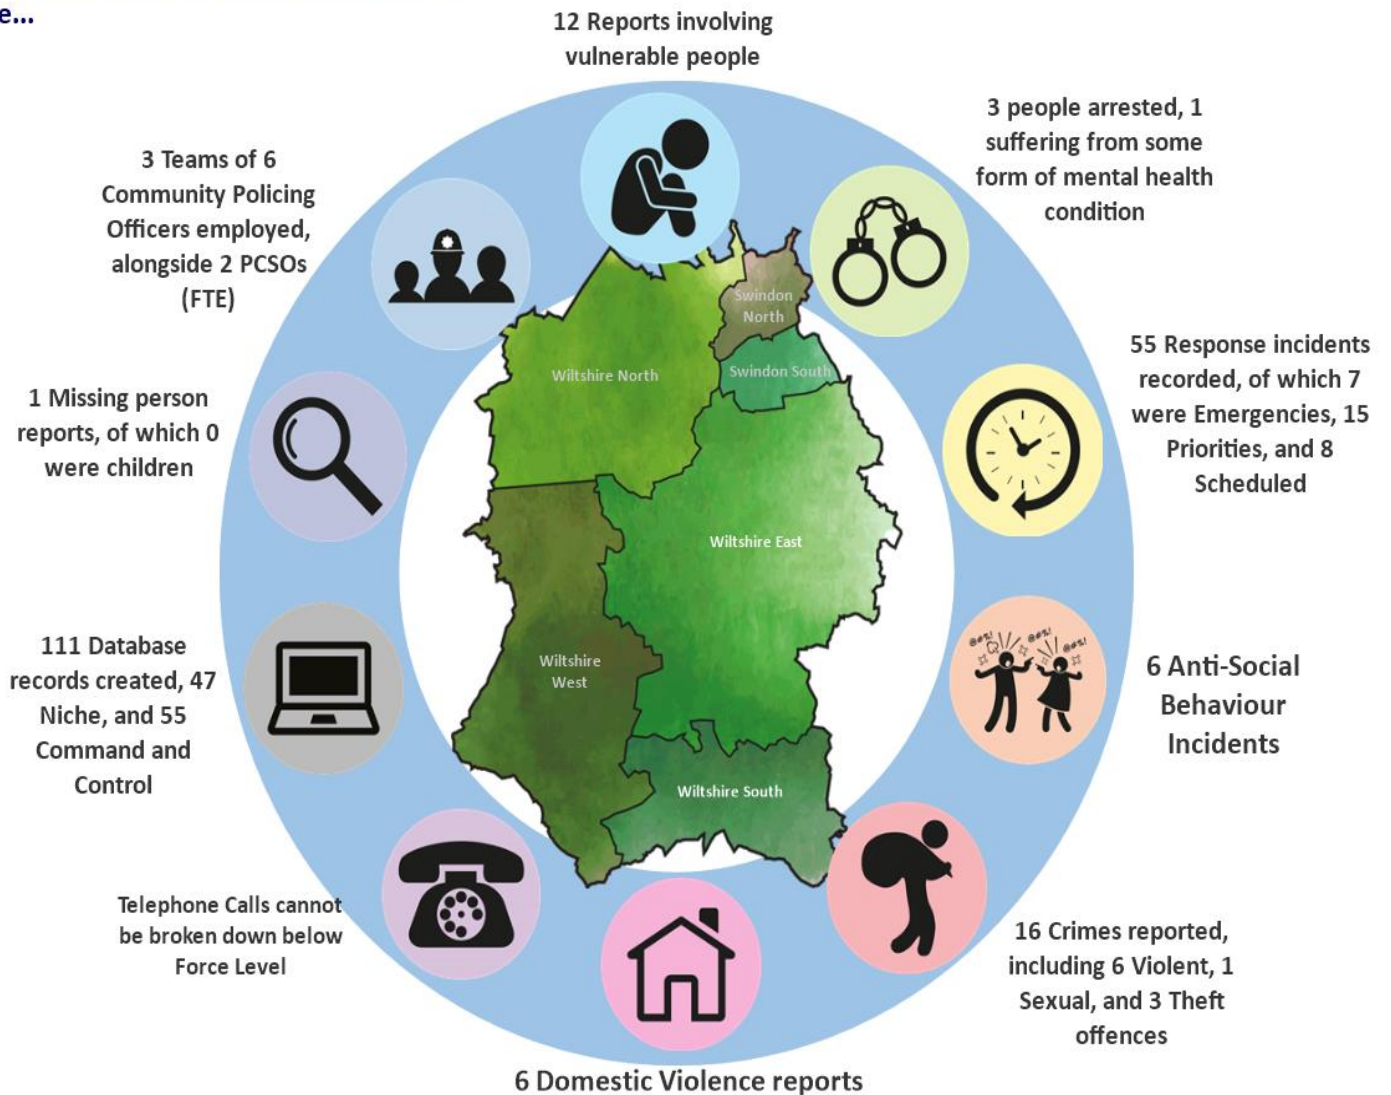 e...
12 Reports involving
vulnerable people
3 people arrested, 1
suffering from some
form of mental health
condition
3 Teams of 6
Community Policing
Officers employed,
alongside 2 PCSOs
(FTE)
Swindon
North
55 Response incidents
recorded, of which 7
were Emergencies, 15
Priorities, and 8
Scheduled
Wiltshire North
Swindon South
1 Missing person
reports, of which 0
were children
Wiltshire East
@#%!
@#%!
@#%!
6 Anti-Social
Behaviour
Incidents
111 Database
records created, 47
Niche, and 55
Command and
Control
Wiltshire
West
Wiltshire South
Telephone Calls cannot
be broken down below
Force Level
16 Crimes reported,
including 6 Violent, 1
Sexual, and 3 Theft
offences
6 Domestic Violence reports